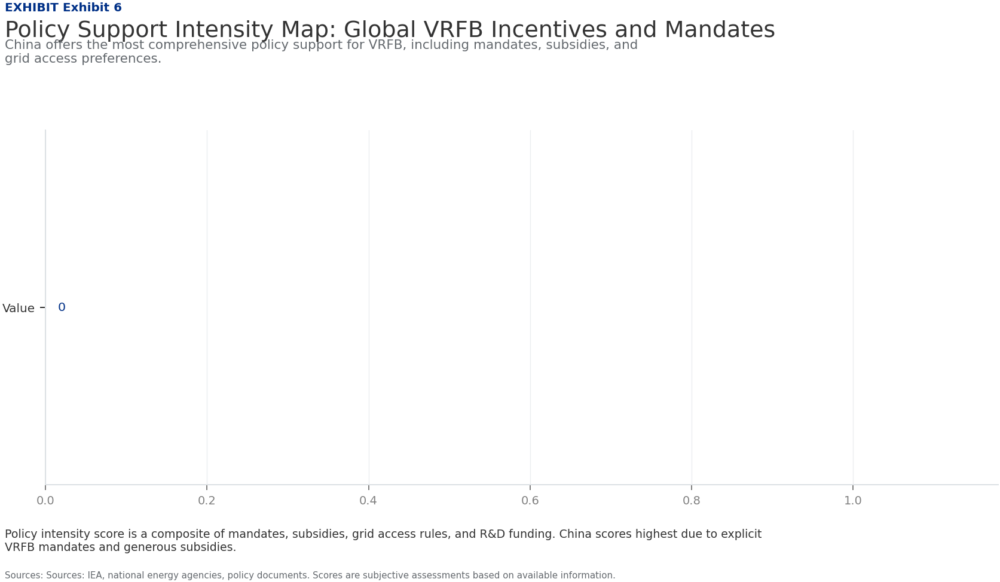 EXHIBIT Exhibit 6
Policy Support Intensity Map: Global VRFB Incentives and Mandates
China offers the most comprehensive policy support for VRFB, including mandates, subsidies, and
grid access preferences.
Value
0
0.0 0.2 0.4 0.6 0.8 1.0
Policy intensity score is a composite of mandates, subsidies, grid access rules, and R&D funding. China scores highest due to explicit
VRFB mandates and generous subsidies.
Sources: Sources: IEA, national energy agencies, policy documents. Scores are subjective assessments based on available information.